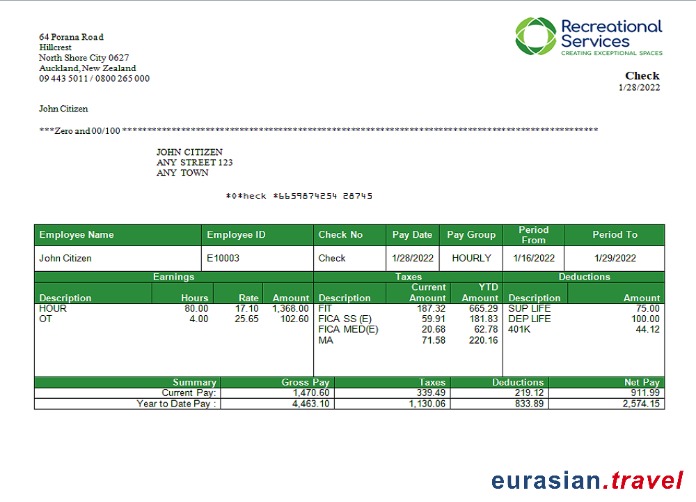 64 Porana Road
Hillcrest
North Shore City 0627
Auckland, New Zealand
09 443 5011 / 0800 265 000
Recreational
Services
CREATING EXCEPTIONAL SPACES
Check
1/28/2022
John Citizen
***Zero and 00/100 ****************************************************************************************************
JOHN CITIZEN
ANY STREET 123
ANY TOWN
*0*heck *6659874254 28745
Employee Name Employee ID Check No Pay Date Pay Group Period From Period To
John Citizen E10003 Check 1/28/2022 HOURLY 1/16/2022 1/29/2022
Earnings Taxes Deductions
Description Hours Rate Amount Description Current Amount YTD Amount Description Amount
HOUR 80.00 17.10 1,368.00 FIT 187.32 665.29 SUP LIFE 75.00
OT 4.00 25.65 102.60 FICA SS (E) 59.91 181.83 DEP LIFE 100.00
FICA MED(E) 20.68 62.78 401K 44.12
MA 71.58 220.16
Summary Gross Pay Taxes Deductions Net Pay
Current Pay: 1,470.60 339.49 219.12 911.99
Year to Date Pay : 4,463.10 1,130.06 833.89 2,574.15
eurasian.travel